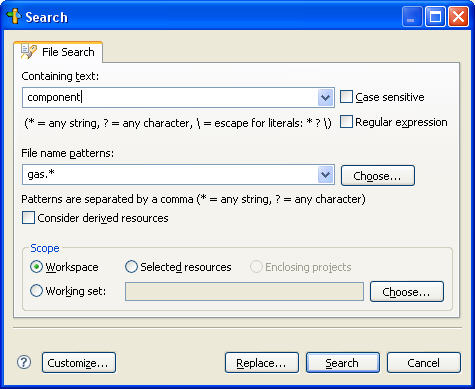 Search
File Search
Containing text:
component
Case sensitive
(* = any string, ? = any character, \ = escape for literals: * ? \)
Regular expression
File name patterns:
gas.*
Choose...
Patterns are separated by a comma (* = any string, ? = any character)
Consider derived resources
Scope
Workspace
Selected resources
Enclosing projects
Working set:
Choose...
?
Customize...
Replace...
Search
Cancel